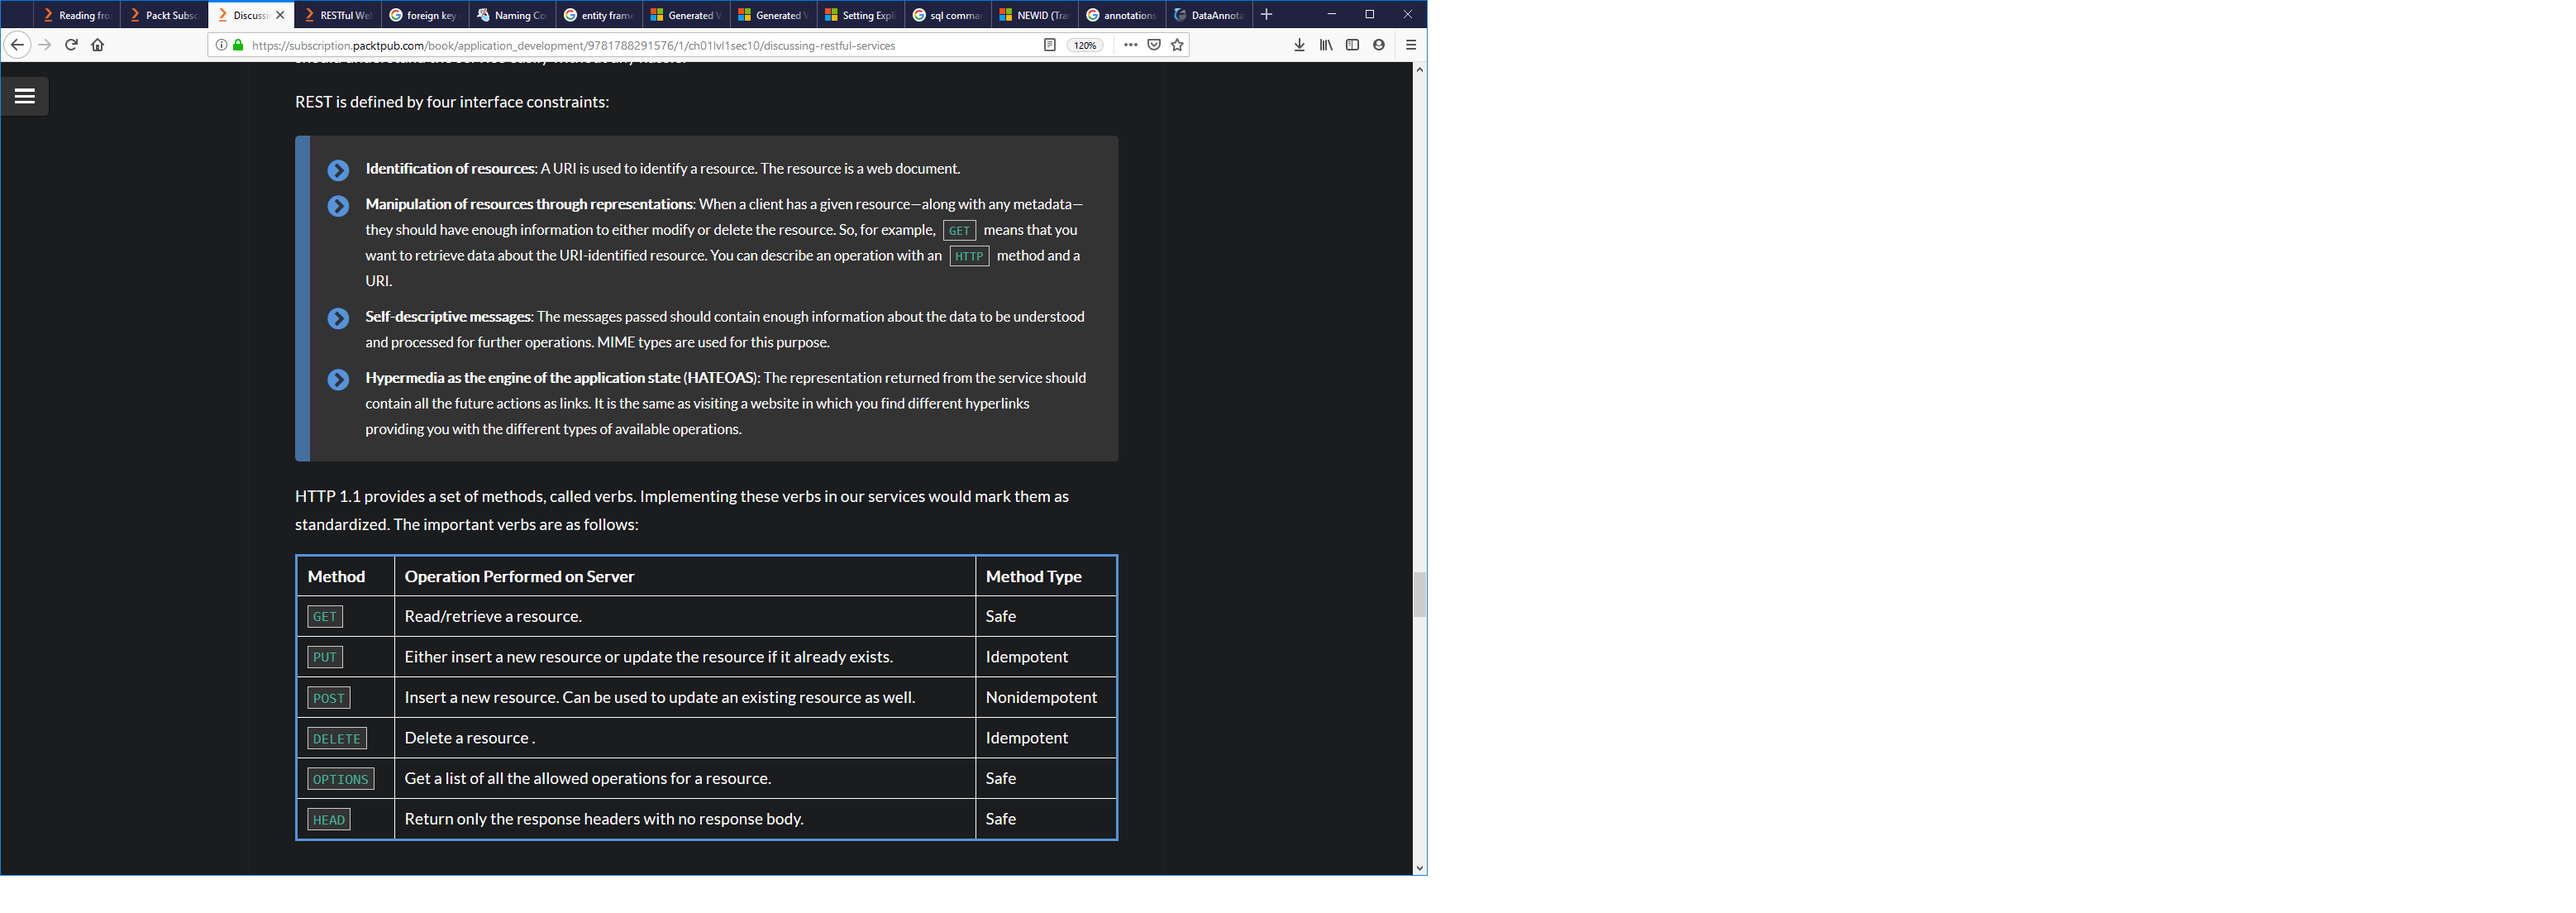 Reading fro
Packt Subsc
Discussin
RESTful We
foreign key
Naming Co
entity frame
Generated V
Generated V
Setting Expl
sql comman
NEWID (Tra
annotations
DataAnnota
https://subscription.packtpub.com/book/application_development/9781788291576/1/ch01lvl1sec10/discussing-restful-services
120%
REST is defined by four interface constraints:
Identification of resources: A URI is used to identify a resource. The resource is a web document.
Manipulation of resources through representations: When a client has a given resource—along with any metadata—
they should have enough information to either modify or delete the resource. So, for example, GET means that you
want to retrieve data about the URI-identified resource. You can describe an operation with an HTTP method and a
URI.
Self-descriptive messages: The messages passed should contain enough information about the data to be understood
and processed for further operations. MIME types are used for this purpose.
Hypermedia as the engine of the application state (HATEOAS): The representation returned from the service should
contain all the future actions as links. It is the same as visiting a website in which you find different hyperlinks
providing you with the different types of available operations.
HTTP 1.1 provides a set of methods, called verbs. Implementing these verbs in our services would mark them as
standardized. The important verbs are as follows:
Method Operation Performed on Server Method Type
GET Read/retrieve a resource. Safe
PUT Either insert a new resource or update the resource if it already exists. Idempotent
POST Insert a new resource. Can be used to update an existing resource as well. Nonidempotent
DELETE Delete a resource . Idempotent
OPTIONS Get a list of all the allowed operations for a resource. Safe
HEAD Return only the response headers with no response body. Safe